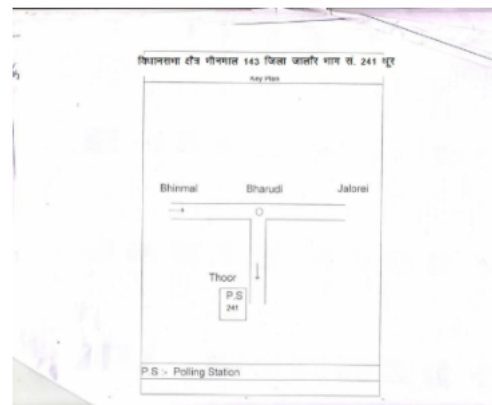 विधानसभा क्षेत्र भीनमाल 143 जिला जालौर भाग सं. 241 थूर
Key Plan
Bhinmal Bharudi Jalorei
Thoor
P.S
241
P.S :- Polling Station